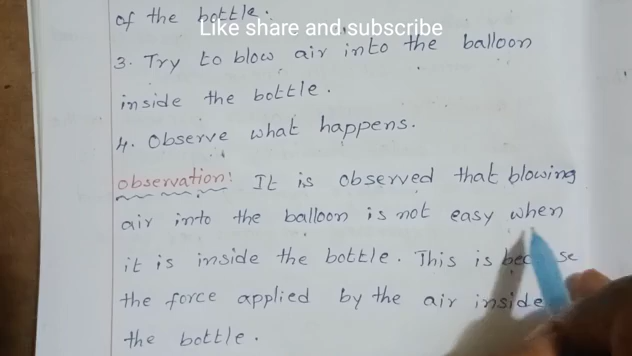 of the bottle.
Like share and subscribe
3. Try to blow air into the balloon
inside the bottle.
4. Observe what happens.
Observation: It is observed that blowing
air into the balloon is not easy when
it is inside the bottle. This is
the force applied by the air inside
the bottle.